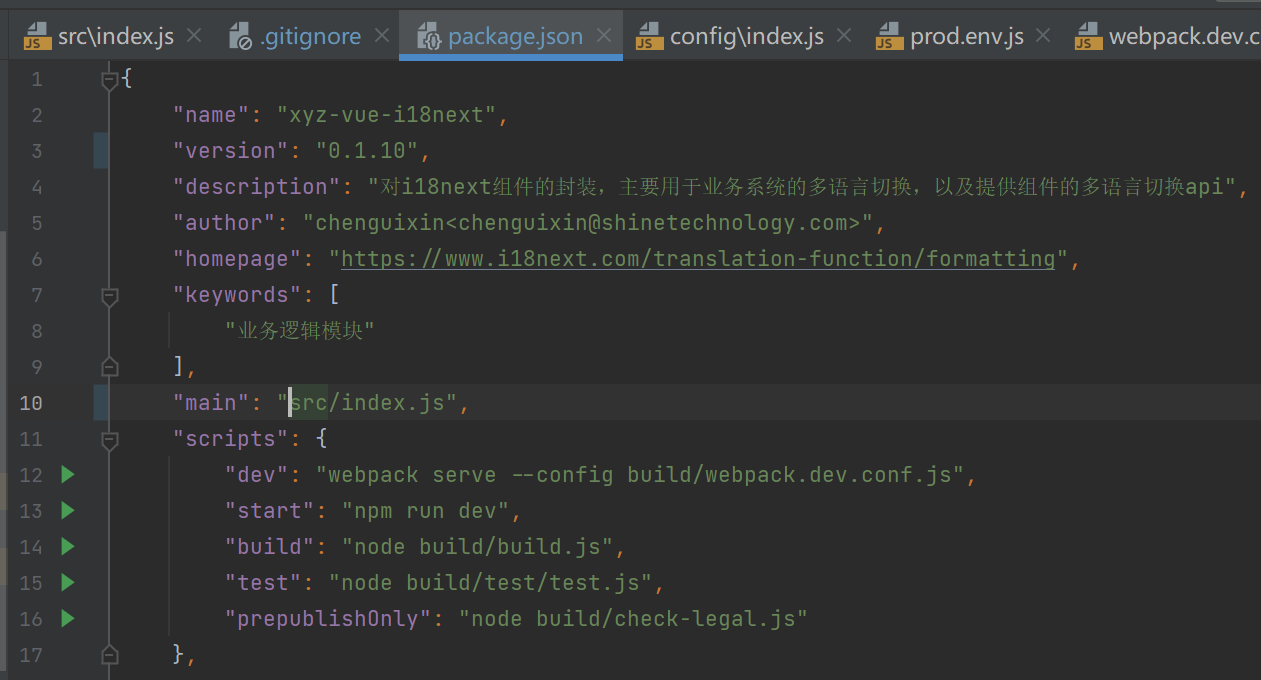 src\index.js .gitignore package.json config\index.js prod.env.js webpack.dev.c
1 {
2 "name": "xyz-vue-i18next",
3 "version": "0.1.10",
4 "description": "对i18next组件的封装，主要用于业务系统的多语言切换，以及提供组件的多语言切换api",
5 "author": "chenguixin<chenguixin@shinetechnology.com>",
6 "homepage": "https://www.i18next.com/translation-function/formatting",
7 "keywords": [
8 "业务逻辑模块"
9 ],
10 "main": "src/index.js",
11 "scripts": {
12 "dev": "webpack serve --config build/webpack.dev.conf.js",
13 "start": "npm run dev",
14 "build": "node build/build.js",
15 "test": "node build/test/test.js",
16 "prepublishOnly": "node build/check-legal.js"
17 },